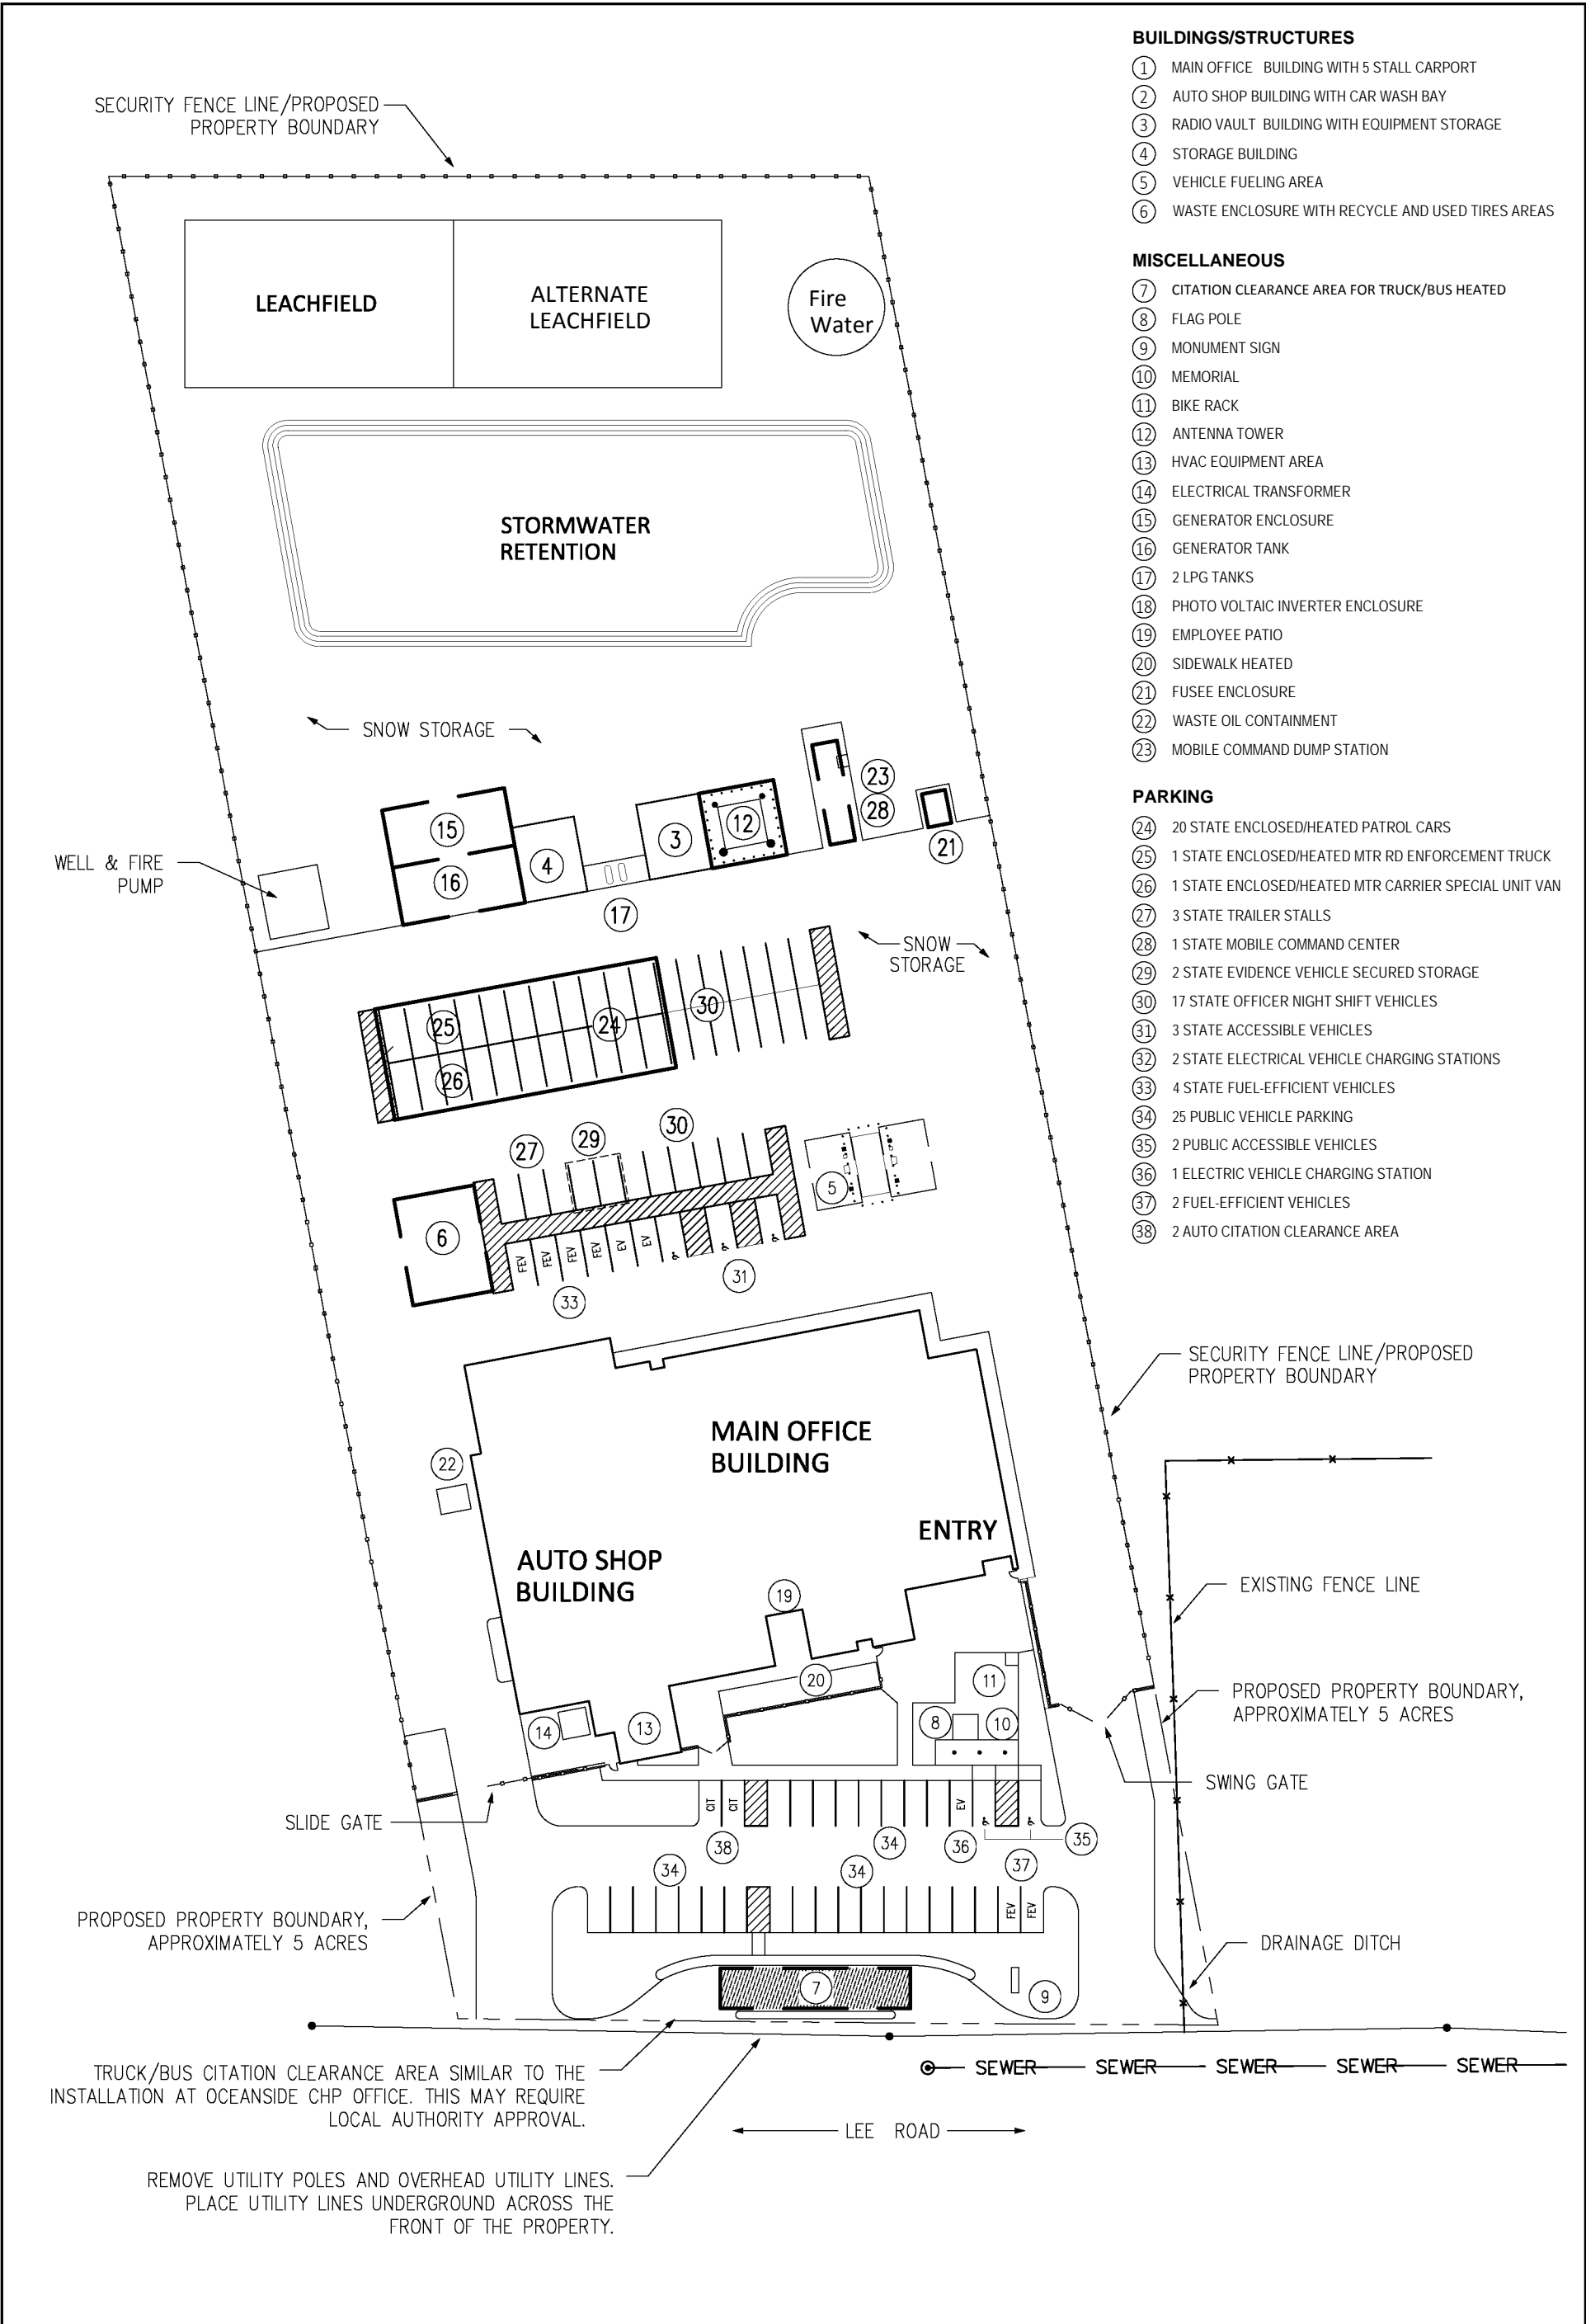 BUILDINGS/STRUCTURES
1 MAIN OFFICE BUILDING WITH 5 STALL CARPORT
2 AUTO SHOP BUILDING WITH CAR WASH BAY
3 RADIO VAULT BUILDING WITH EQUIPMENT STORAGE
4 STORAGE BUILDING
5 VEHICLE FUELING AREA
6 WASTE ENCLOSURE WITH RECYCLE AND USED TIRES AREAS
MISCELLANEOUS
7 CITATION CLEARANCE AREA FOR TRUCK/BUS HEATED
8 FLAG POLE
9 MONUMENT SIGN
10 MEMORIAL
11 BIKE RACK
12 ANTENNA TOWER
13 HVAC EQUIPMENT AREA
14 ELECTRICAL TRANSFORMER
15 GENERATOR ENCLOSURE
16 GENERATOR TANK
17 2 LPG TANKS
18 PHOTO VOLTAIC INVERTER ENCLOSURE
19 EMPLOYEE PATIO
20 SIDEWALK HEATED
21 FUSEE ENCLOSURE
22 WASTE OIL CONTAINMENT
23 MOBILE COMMAND DUMP STATION
PARKING
24 20 STATE ENCLOSED/HEATED PATROL CARS
25 1 STATE ENCLOSED/HEATED MTR RD ENFORCEMENT TRUCK
26 1 STATE ENCLOSED/HEATED MTR CARRIER SPECIAL UNIT VAN
27 3 STATE TRAILER STALLS
28 1 STATE MOBILE COMMAND CENTER
29 2 STATE EVIDENCE VEHICLE SECURED STORAGE
30 17 STATE OFFICER NIGHT SHIFT VEHICLES
31 3 STATE ACCESSIBLE VEHICLES
32 2 STATE ELECTRICAL VEHICLE CHARGING STATIONS
33 4 STATE FUEL-EFFICIENT VEHICLES
34 25 PUBLIC VEHICLE PARKING
35 2 PUBLIC ACCESSIBLE VEHICLES
36 1 ELECTRIC VEHICLE CHARGING STATION
37 2 FUEL-EFFICIENT VEHICLES
38 2 AUTO CITATION CLEARANCE AREA
SECURITY FENCE LINE/PROPOSED
PROPERTY BOUNDARY
LEACHFIELD
ALTERNATE
LEACHFIELD
Fire
Water
STORMWATER
RETENTION
SNOW STORAGE
23
28
21
12
3
15
4
16
17
WELL & FIRE
PUMP
SNOW
STORAGE
30
25
24
26
30
29
27
5
6
FEV
FEV
FEV
FEV
EV
EV
31
33
SECURITY FENCE LINE/PROPOSED
PROPERTY BOUNDARY
MAIN OFFICE
BUILDING
22
ENTRY
AUTO SHOP
BUILDING
EXISTING FENCE LINE
19
20
11
PROPOSED PROPERTY BOUNDARY,
APPROXIMATELY 5 ACRES
8
10
14
13
SWING GATE
SLIDE GATE
CIT
CIT
EV
38
34
36
35
34
34
37
FEV
FEV
PROPOSED PROPERTY BOUNDARY,
APPROXIMATELY 5 ACRES
DRAINAGE DITCH
7
9
SEWER SEWER SEWER SEWER SEWER
TRUCK/BUS CITATION CLEARANCE AREA SIMILAR TO THE
INSTALLATION AT OCEANSIDE CHP OFFICE. THIS MAY REQUIRE
LOCAL AUTHORITY APPROVAL.
LEE ROAD
REMOVE UTILITY POLES AND OVERHEAD UTILITY LINES.
PLACE UTILITY LINES UNDERGROUND ACROSS THE
FRONT OF THE PROPERTY.